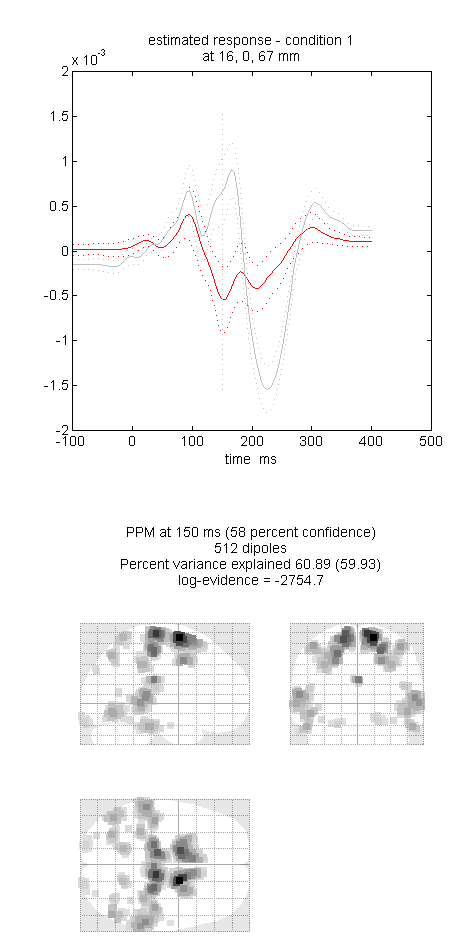 estimated response - condition 1
at 16, 0, 67 mm
x 10^-3
2
1.5
1
0.5
0
-0.5
-1
-1.5
-2
-100 0 100 200 300 400 500
time ms
PPM at 150 ms (58 percent confidence)
512 dipoles
Percent variance explained 60.89 (59.93)
log-evidence = -2754.7